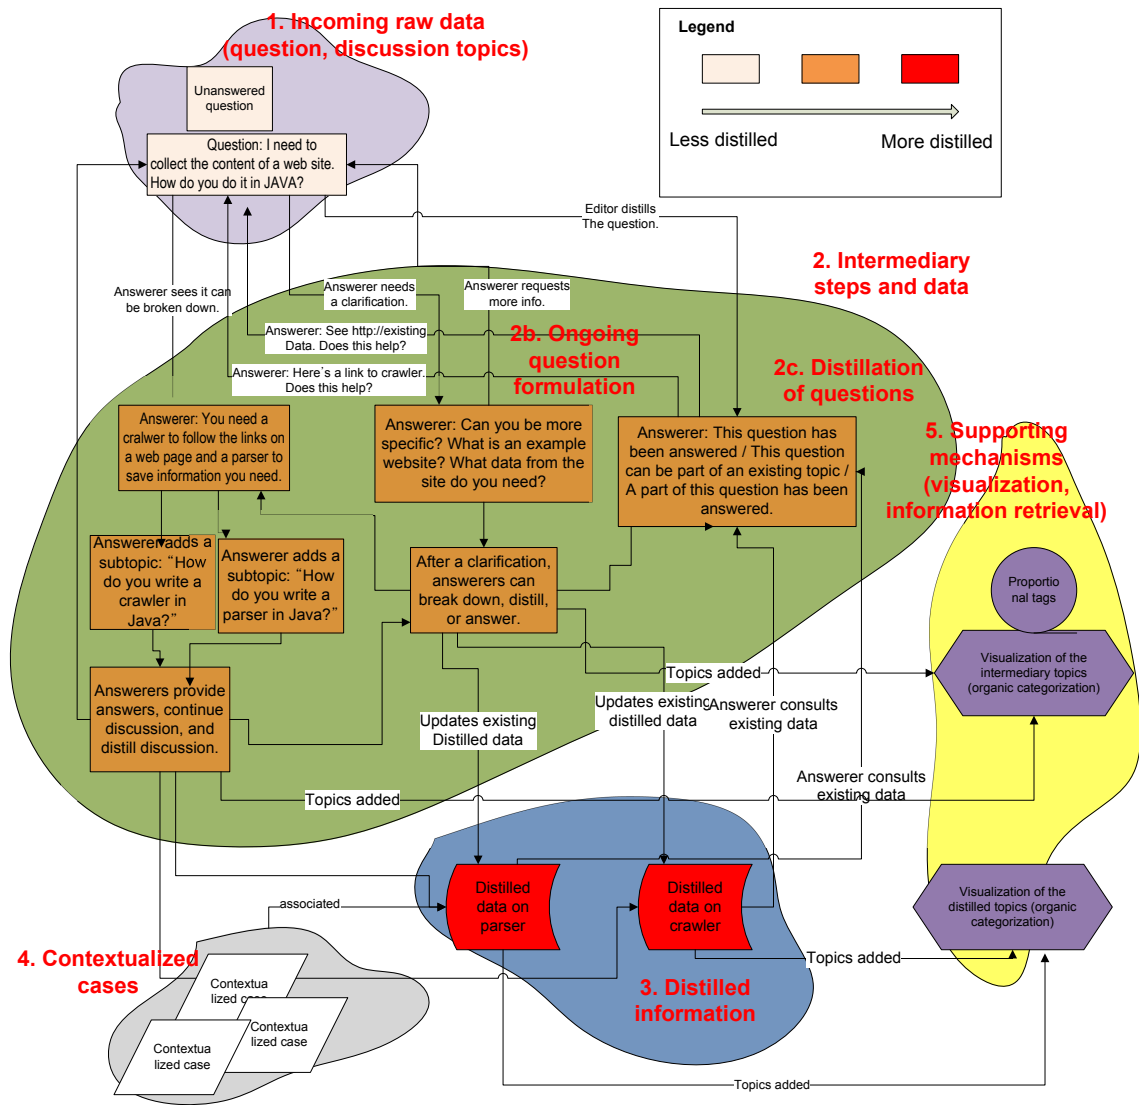 1. Incoming raw data
(question, discussion topics)
Unanswered
question
Question: I need to
collect the content of a web site.
How do you do it in JAVA?
Legend
Less distilled
More distilled
Editor distills
The question.
2. Intermediary
steps and data
Answerer sees it can
be broken down.
Answerer needs
a clarification.
Answerer requests
more info.
Answerer: See http://existing
Data. Does this help?
2b. Ongoing
question
formulation
Answerer: Here's a link to crawler.
Does this help?
2c. Distillation
of questions
Answerer: You need a
cralwer to follow the links on
a web page and a parser to
save information you need.
Answerer: Can you be more
specific? What is an example
website? What data from the
site do you need?
Answerer: This question has
been answered / This question
can be part of an existing topic /
A part of this question has been
answered.
5. Supporting
mechanisms
(visualization,
information retrieval)
Answerer adds a
subtopic: “How
do you write a
crawler in
Java?”
Answerer adds a
subtopic: “How
do you write a
parser in Java?”
After a clarification,
answerers can
break down, distill,
or answer.
Proportio
nal tags
Visualization of the
intermediary topics
(organic categorization)
Topics added
Answerers provide
answers, continue
discussion, and
distill discussion.
Updates existing
Distilled data
Updates existing
distilled data
Answerer consults
existing data
Answerer consults
existing data
Topics added
Distilled
data on
parser
Distilled
data on
crawler
Visualization of the
distilled topics (organic
categorization)
associated
Topics added
4. Contextualized
cases
Contextua
lized case
Contextua
lized case
Contextua
lized case
3. Distilled
information
Topics added